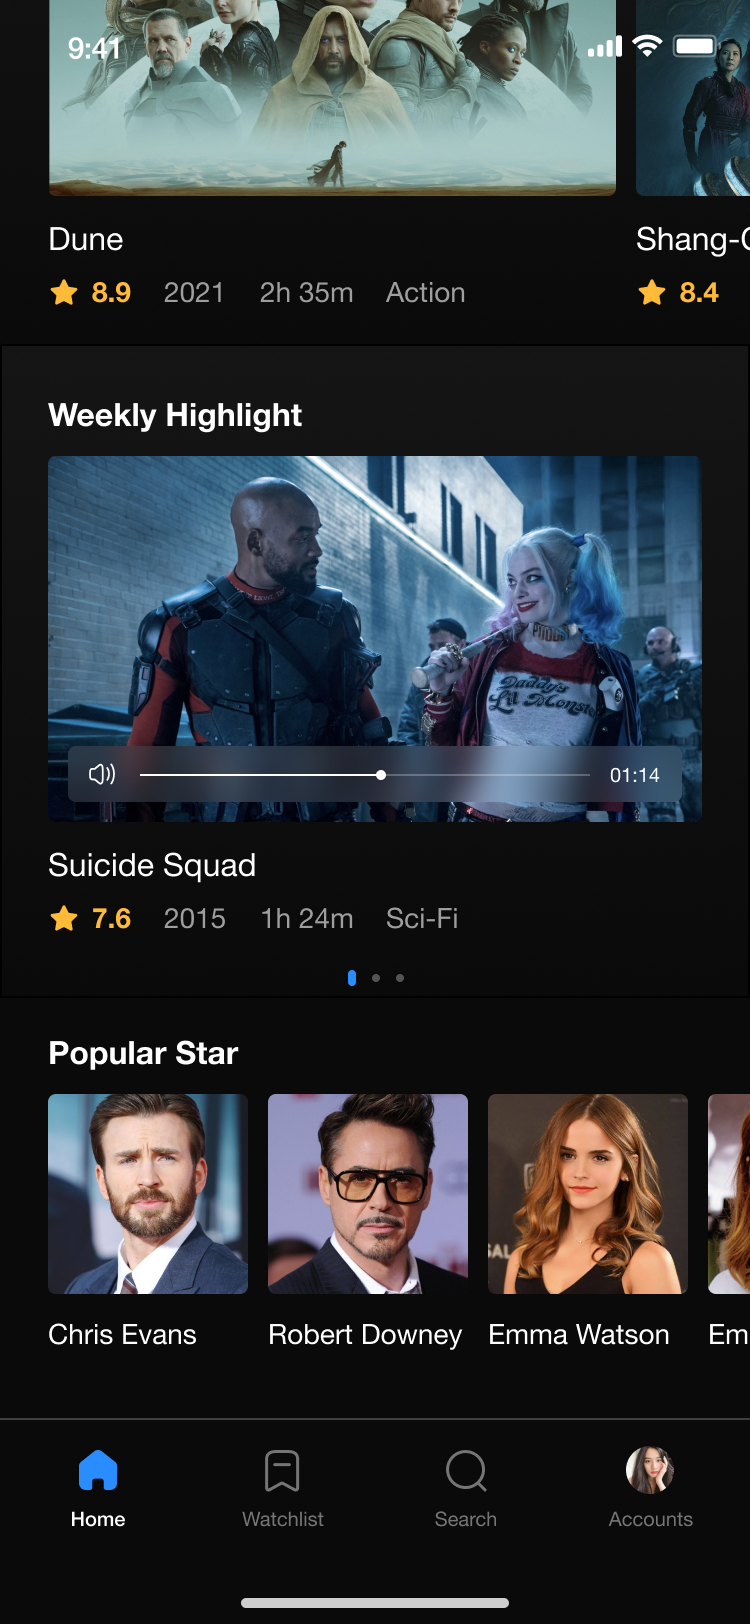 9:41
Dune
8.9 2021 2h 35m Action
Shang-C
8.4
Weekly Highlight
PUDDIN
Daddy's
Lil Monster
01:14
Suicide Squad
7.6 2015 1h 24m Sci-Fi
Popular Star
Chris Evans
Robert Downey
Emma Watson
Em
Home
Watchlist
Search
Accounts